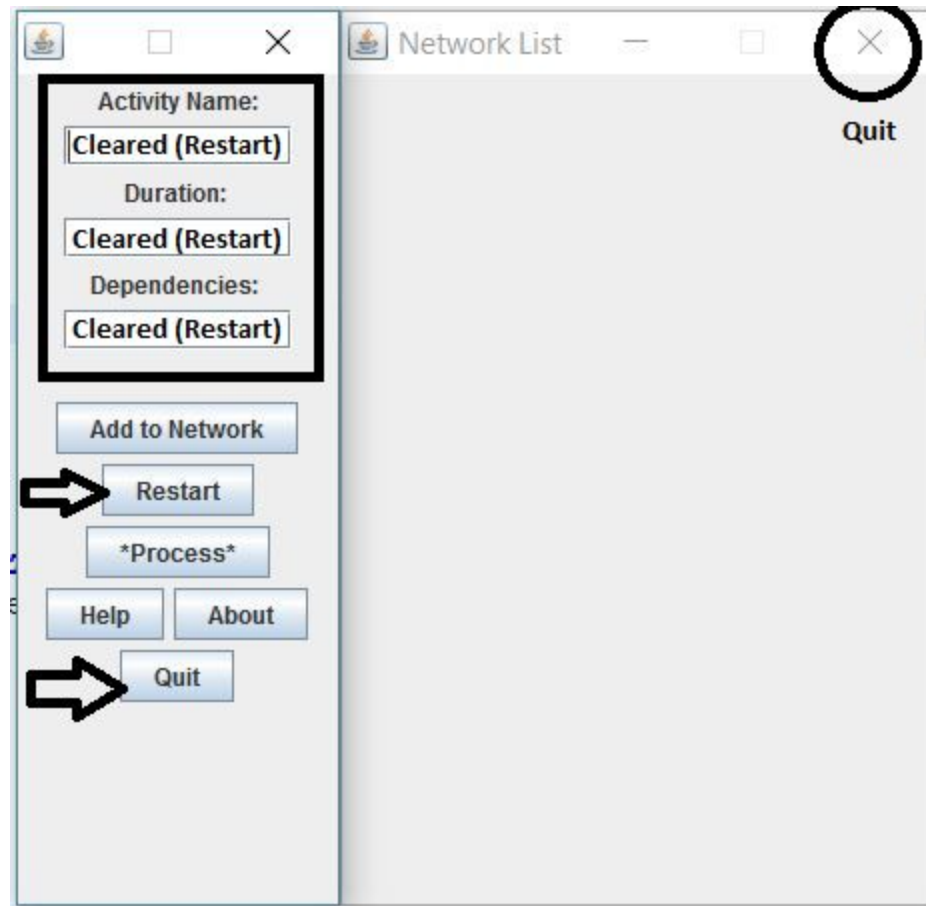 Network List
Quit
Activity Name:
Cleared (Restart)
Duration:
Cleared (Restart)
Dependencies:
Cleared (Restart)
Add to Network
Restart
*Process*
Help About
Quit